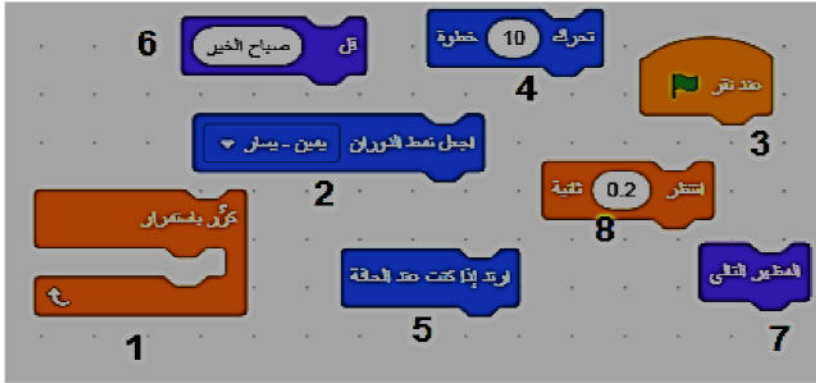 قل صباح الخير
6
تحرك 10 خطوة
4
عند نقر
3
اجعل نمط الدوران يمين - يسار
2
انتظر 0.2 ثانية
8
كرِّر باستمرار
1
ارتد إذا كنت عند الحافة
5
المظهر التالى
7